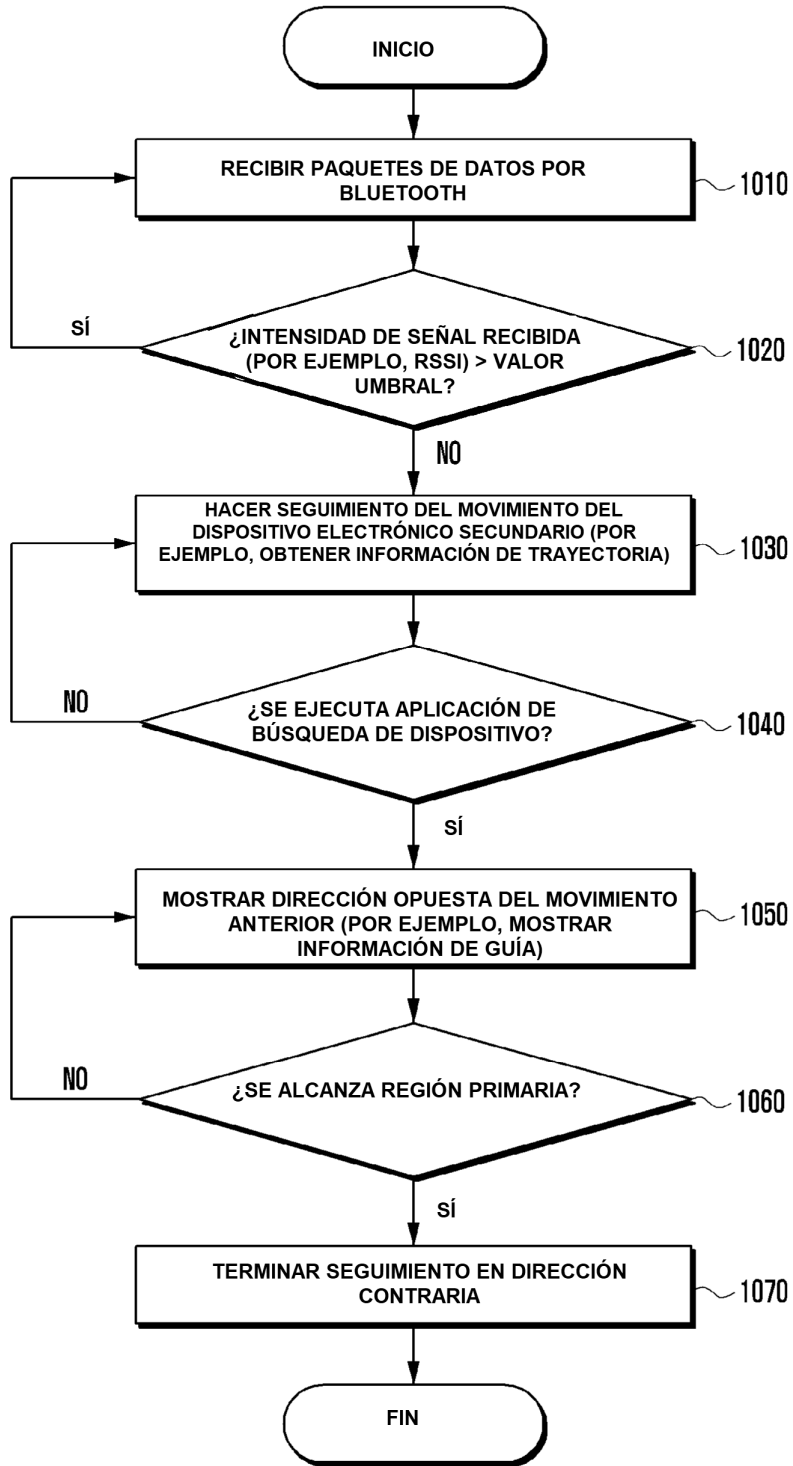 INICIO
RECIBIR PAQUETES DE DATOS POR
BLUETOOTH
1010
SÍ
¿INTENSIDAD DE SEÑAL RECIBIDA
(POR EJEMPLO, RSSI) > VALOR
UMBRAL?
1020
NO
HACER SEGUIMIENTO DEL MOVIMIENTO DEL
DISPOSITIVO ELECTRÓNICO SECUNDARIO (POR
EJEMPLO, OBTENER INFORMACIÓN DE TRAYECTORIA)
1030
NO
¿SE EJECUTA APLICACIÓN DE
BÚSQUEDA DE DISPOSITIVO?
1040
SÍ
MOSTRAR DIRECCIÓN OPUESTA DEL MOVIMIENTO
ANTERIOR (POR EJEMPLO, MOSTRAR
INFORMACIÓN DE GUÍA)
1050
NO
¿SE ALCANZA REGIÓN PRIMARIA?
1060
SÍ
TERMINAR SEGUIMIENTO EN DIRECCIÓN
CONTRARIA
1070
FIN